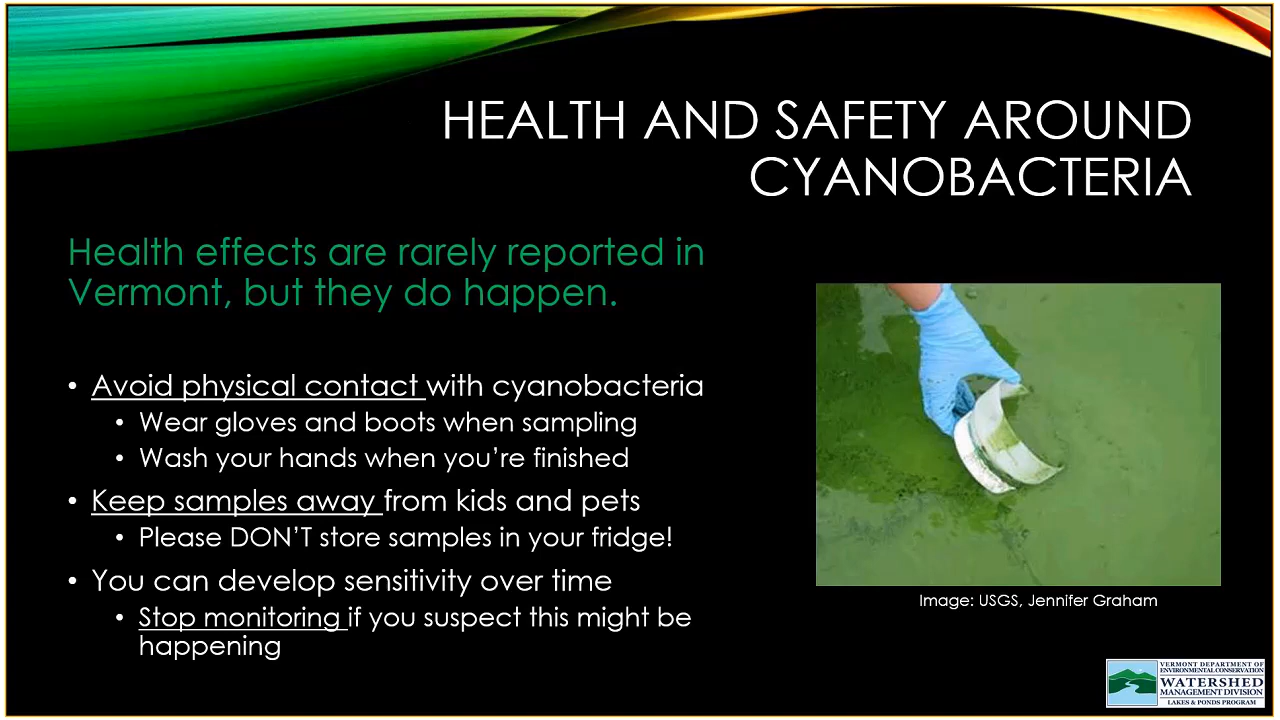 HEALTH AND SAFETY AROUND
CYANOBACTERIA
Health effects are rarely reported in
Vermont, but they do happen.
• Avoid physical contact with cyanobacteria
• Wear gloves and boots when sampling
• Wash your hands when you're finished
• Keep samples away from kids and pets
• Please DON'T store samples in your fridge!
• You can develop sensitivity over time
• Stop monitoring if you suspect this might be
happening
Image: USGS, Jennifer Graham
VERMONT DEPARTMENT OF
ENVIRONMENTAL CONSERVATION
WATERSHED
MANAGEMENT DIVISION
LAKES & PONDS PROGRAM